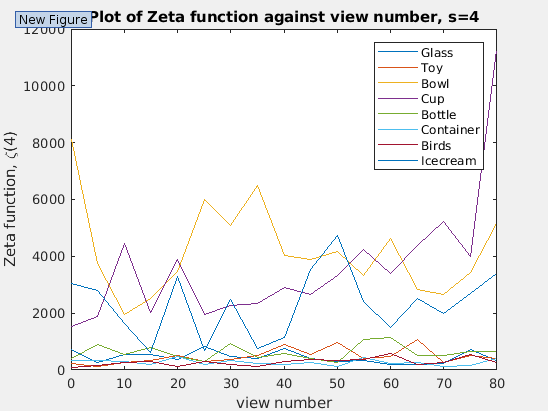 New Figure
Plot of Zeta function against view number, s=4
12000
10000
8000
6000
4000
2000
0
Zeta function, ζ(4)
Glass
Toy
Bowl
Cup
Bottle
Container
Birds
Icecream
0 10 20 30 40 50 60 70 80
view number